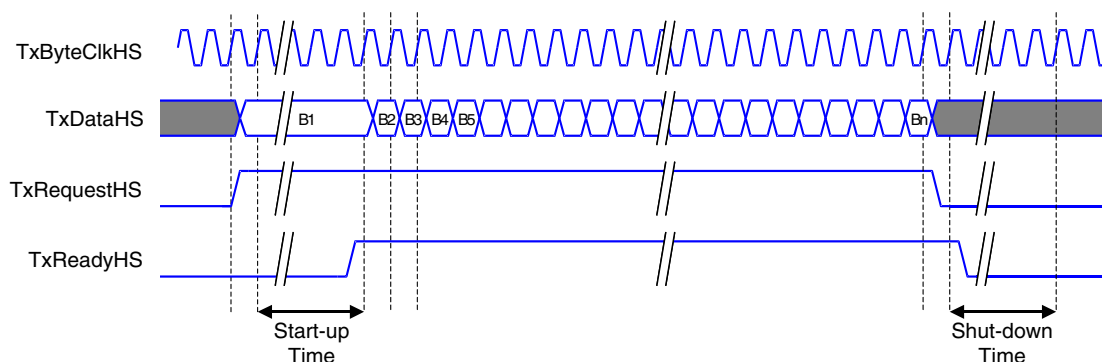 TxByteClkHS
TxDataHS
B1
B2
B3
B4
B5
Bn
TxRequestHS
TxReadyHS
Start-up
Time
Shut-down
Time